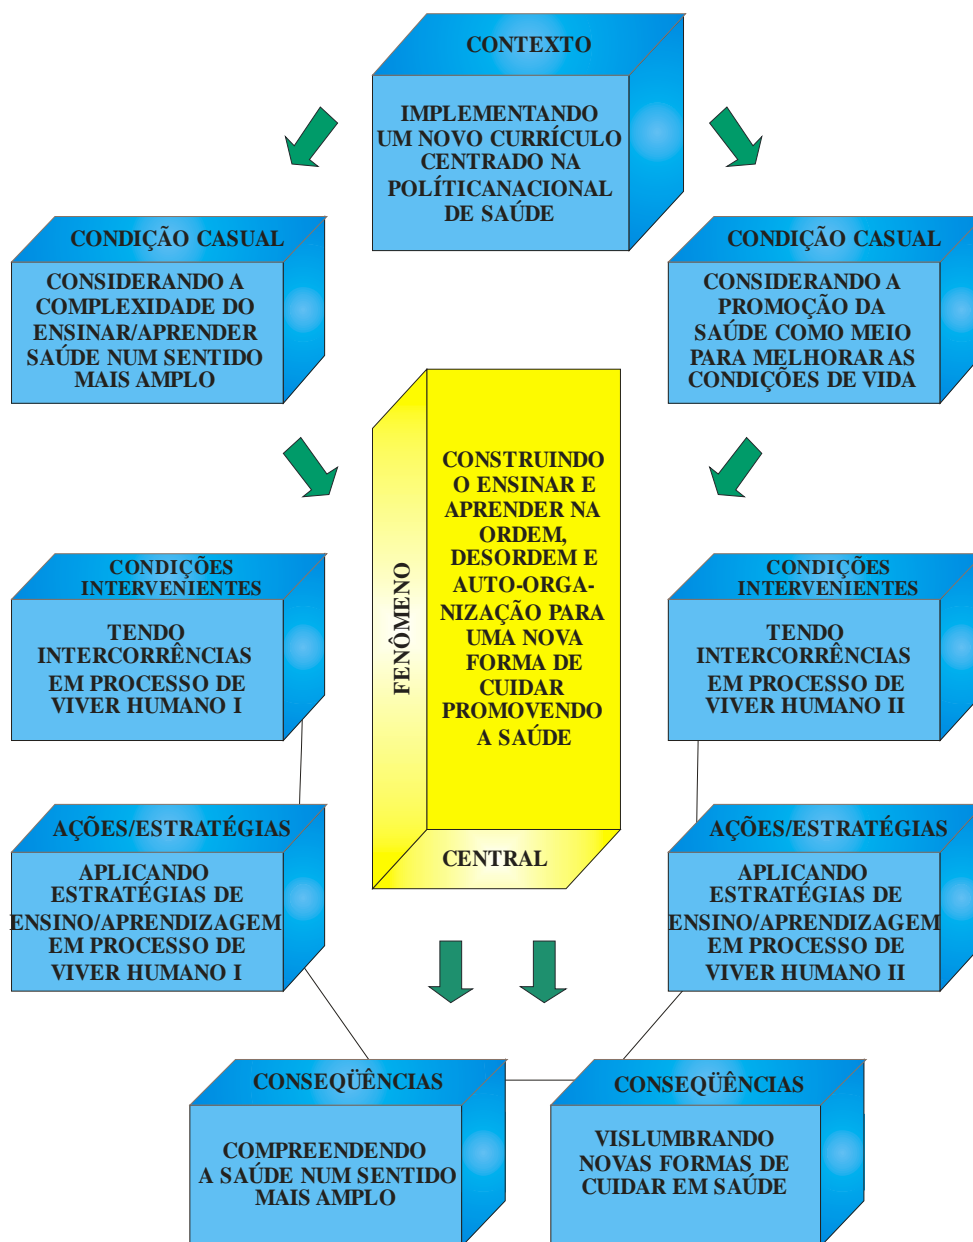 CONTEXTO
IMPLEMENTANDO
UM NOVO CURRÍCULO
CENTRADO NA
POLÍTICANACIONAL
DE SAÚDE
CONDIÇÃO CASUAL
CONSIDERANDO A
COMPLEXIDADE DO
ENSINAR/APRENDER
SAÚDE NUM SENTIDO
MAIS AMPLO
CONDIÇÃO CASUAL
CONSIDERANDO A
PROMOÇÃO DA
SAÚDE COMO MEIO
PARA MELHORAR AS
CONDIÇÕES DE VIDA
FENÔMENO
CONSTRUINDO
O ENSINAR E
APRENDER NA
ORDEM,
DESORDEM E
AUTO-ORGA-
NIZAÇÃO PARA
UMA NOVA
FORMA DE
CUIDAR
PROMOVENDO
A SAÚDE
CENTRAL
CONDIÇÕES
INTERVENIENTES
TENDO
INTERCORRÊNCIAS
EM PROCESSO DE
VIVER HUMANO I
CONDIÇÕES
INTERVENIENTES
TENDO
INTERCORRÊNCIAS
EM PROCESSO DE
VIVER HUMANO II
AÇÕES/ESTRATÉGIAS
APLICANDO
ESTRATÉGIAS DE
ENSINO/APRENDIZAGEM
EM PROCESSO DE
VIVER HUMANO I
AÇÕES/ESTRATÉGIAS
APLICANDO
ESTRATÉGIAS DE
ENSINO/APRENDIZAGEM
EM PROCESSO DE
VIVER HUMANO II
CONSEQÜÊNCIAS
COMPREENDENDO
A SAÚDE NUM SENTIDO
MAIS AMPLO
CONSEQÜÊNCIAS
VISLUMBRANDO
NOVAS FORMAS DE
CUIDAR EM SAÚDE